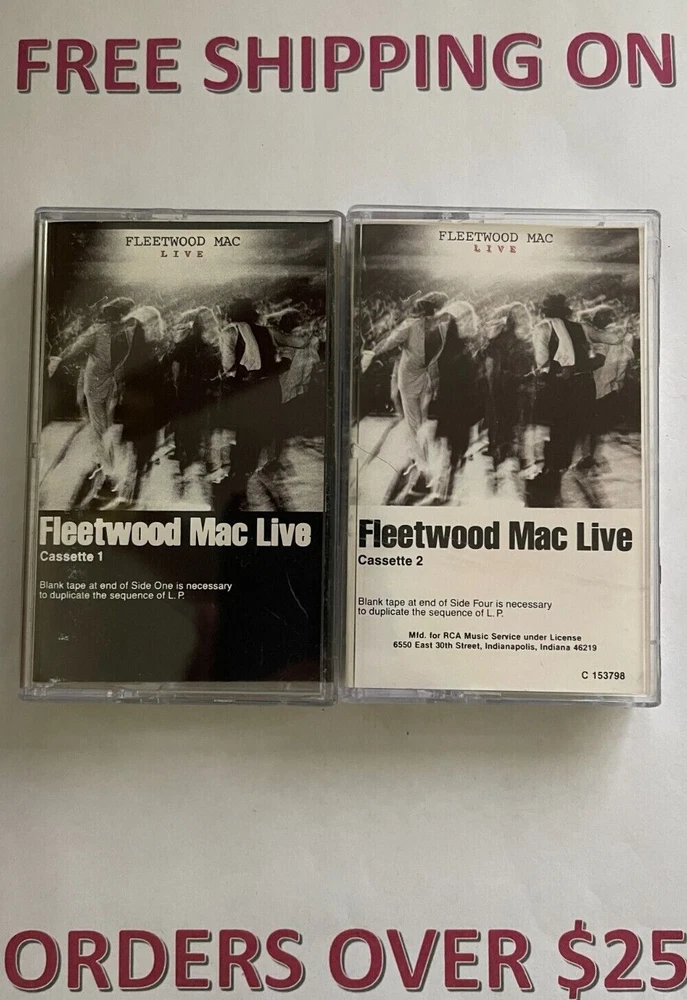 FREE SHIPPING ON
FLEETWOOD MAC
LIVE
Fleetwood Mac Live
Cassette 1
Blank tape at end of Side One is necessary
to duplicate the sequence of L.P.
FLEETWOOD MAC
LIVE
Fleetwood Mac Live
Cassette 2
Blank tape at end of Side Four is necessary
to duplicate the sequence of L.P.
Mfd. for RCA Music Service under License
6550 East 30th Street, Indianapolis, Indiana 46219
C 153798
ORDERS OVER $25